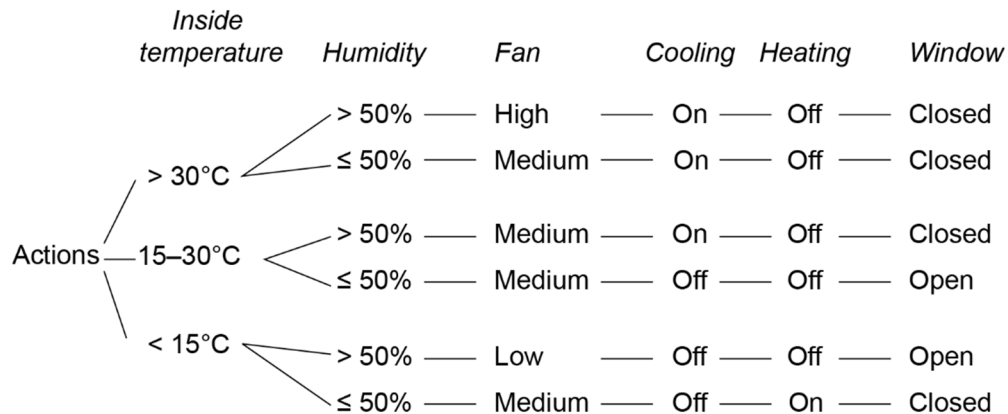 Inside
temperature Humidity Fan Cooling Heating Window
> 50% High On Off Closed
≤ 50% Medium On Off Closed
> 30°C
> 50% Medium On Off Closed
Actions 15–30°C
≤ 50% Medium Off Off Open
< 15°C
> 50% Low Off Off Open
≤ 50% Medium Off On Closed